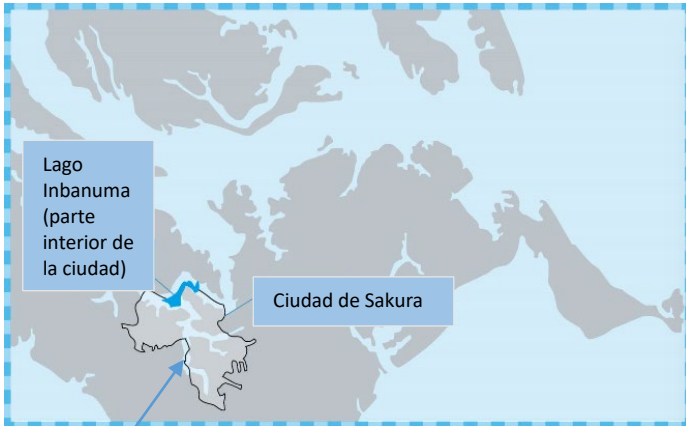 Lago
Inbanuma
(parte
interior de
la ciudad)
Ciudad de Sakura